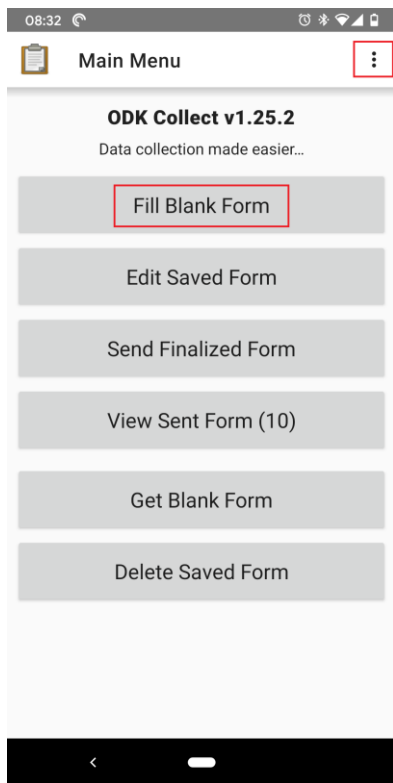 08:32
Main Menu
ODK Collect v1.25.2
Data collection made easier...
Fill Blank Form
Edit Saved Form
Send Finalized Form
View Sent Form (10)
Get Blank Form
Delete Saved Form